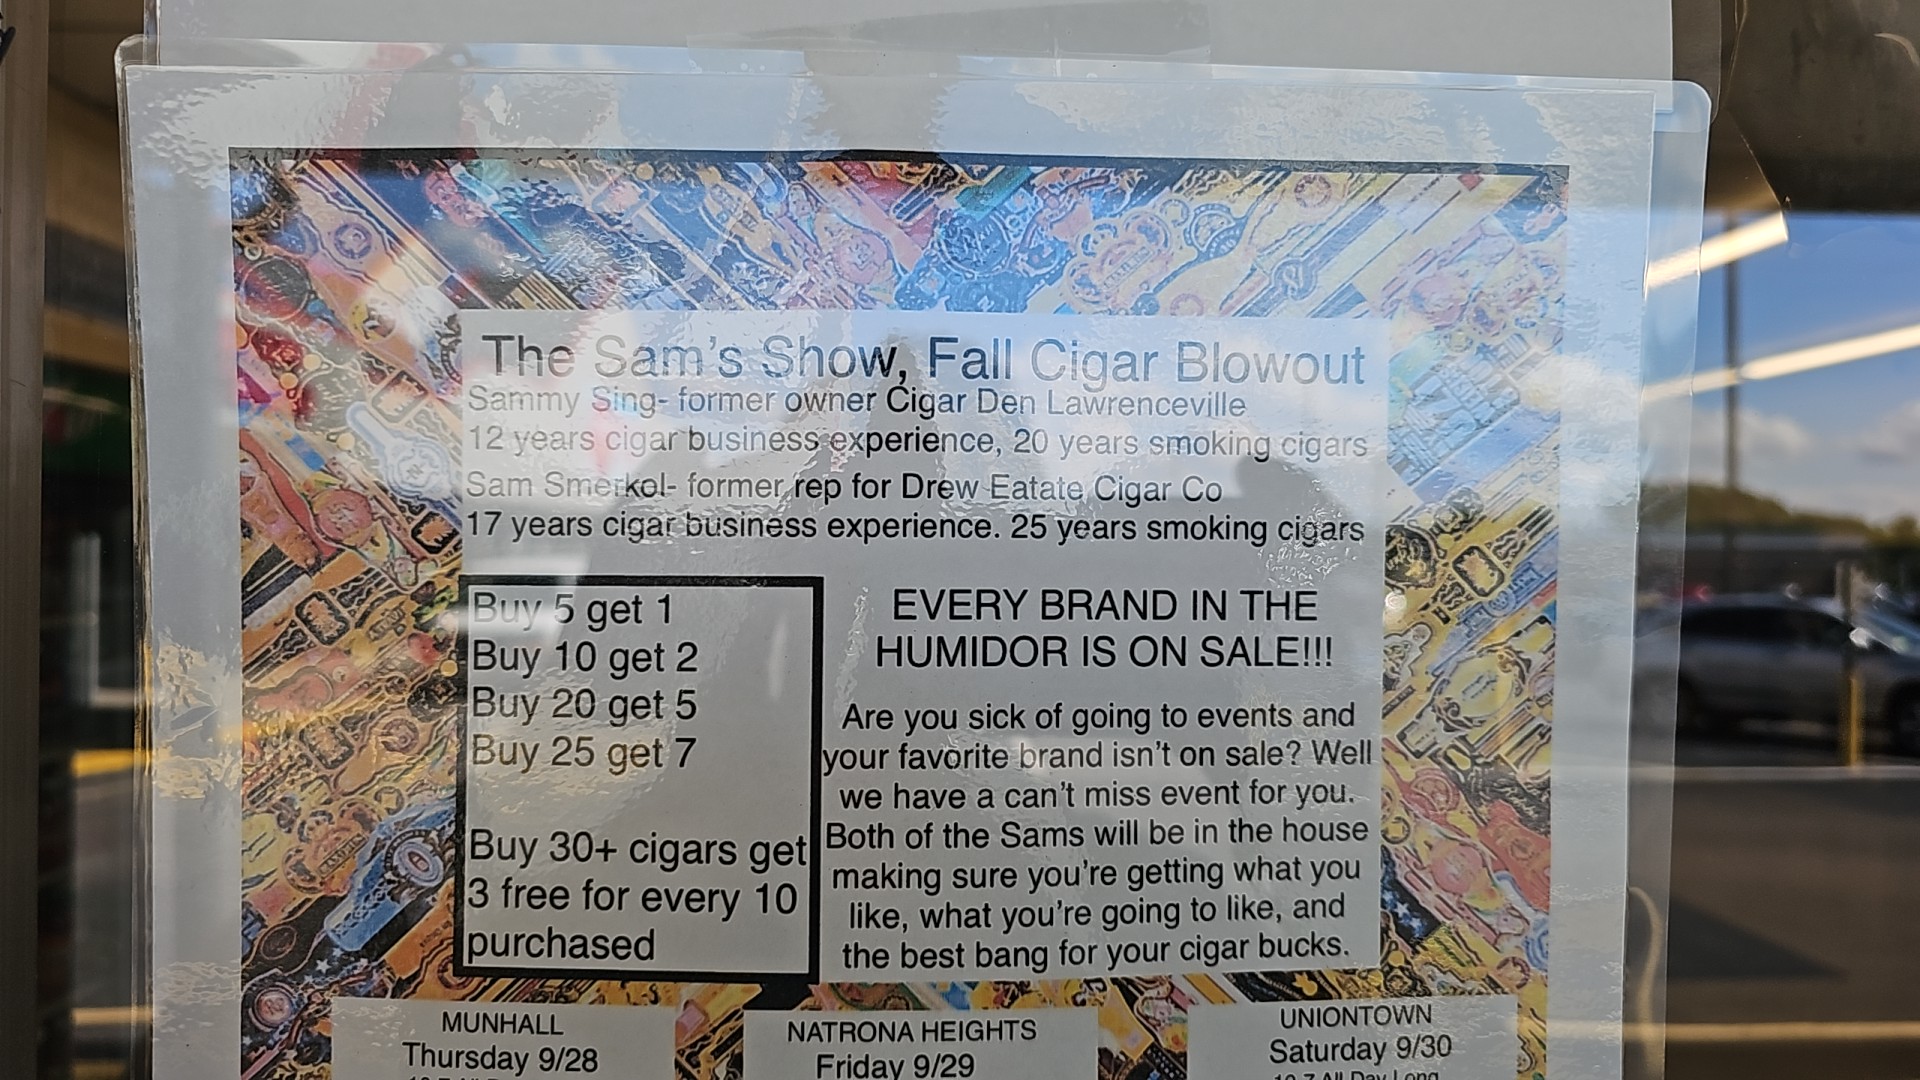 The Sam's Show, Fall Cigar Blowout
Sammy Sing- former owner Cigar Den Lawrenceville
12 years cigar business experience, 20 years smoking cigars
Sam Smerkol- former rep for Drew Eatate Cigar Co
17 years cigar business experience. 25 years smoking cigars
Buy 5 get 1
Buy 10 get 2
Buy 20 get 5
Buy 25 get 7
Buy 30+ cigars get
3 free for every 10
purchased
EVERY BRAND IN THE
HUMIDOR IS ON SALE!!!
Are you sick of going to events and
your favorite brand isn't on sale? Well
we have a can't miss event for you.
Both of the Sams will be in the house
making sure you're getting what you
like, what you're going to like, and
the best bang for your cigar bucks.
MUNHALL
Thursday 9/28
NATRONA HEIGHTS
Friday 9/29
UNIONTOWN
Saturday 9/30
10-7 All Day Long